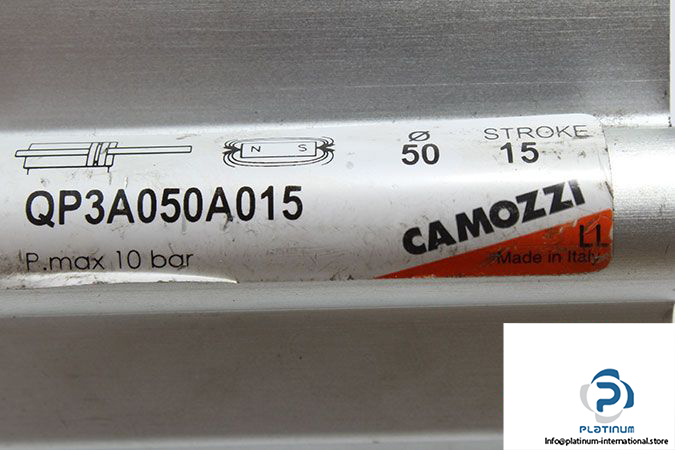 N S
Ø STROKE
50 15
QP3A050A015
CAMOZZI
LL
P.max 10 bar
Made in Italy
PLATINUM
Info@platinum-international.store